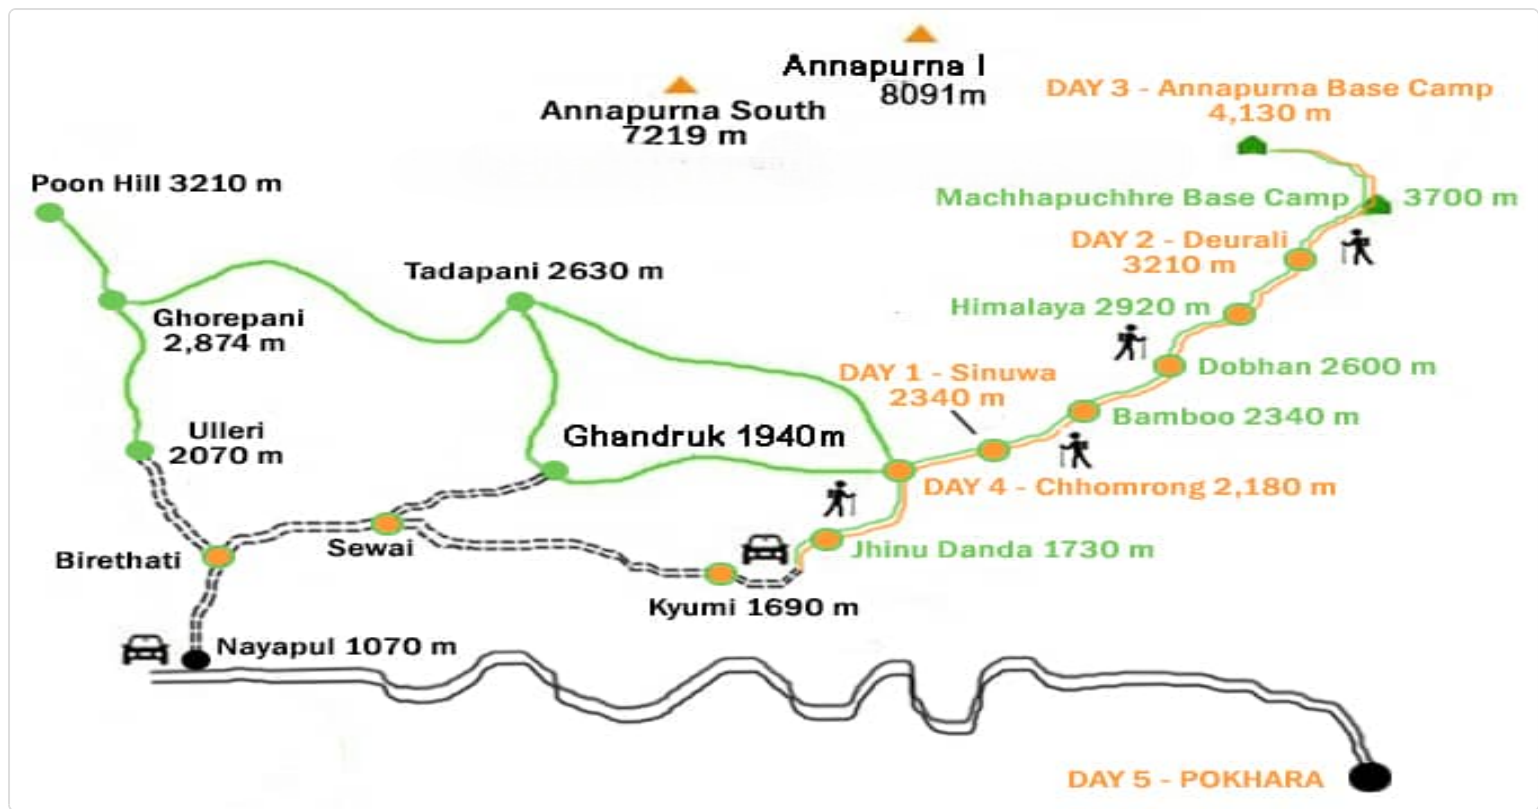 Annapurna I
8091m
Annapurna South
7219 m
DAY 3 - Annapurna Base Camp
4,130 m
Poon Hill 3210 m
Machhapuchhre Base Camp 3700 m
DAY 2 - Deurali
3210 m
Tadapani 2630 m
Himalaya 2920 m
Ghorepani
2,874 m
DAY 1 - Sinuwa
2340 m
Dobhan 2600 m
Bamboo 2340 m
Ulleri
2070 m
Ghandruk 1940m
DAY 4 - Chhomrong 2,180 m
Birethati
Sewai
Jhinu Danda 1730 m
Kyumi 1690 m
Nayapul 1070 m
DAY 5 - POKHARA